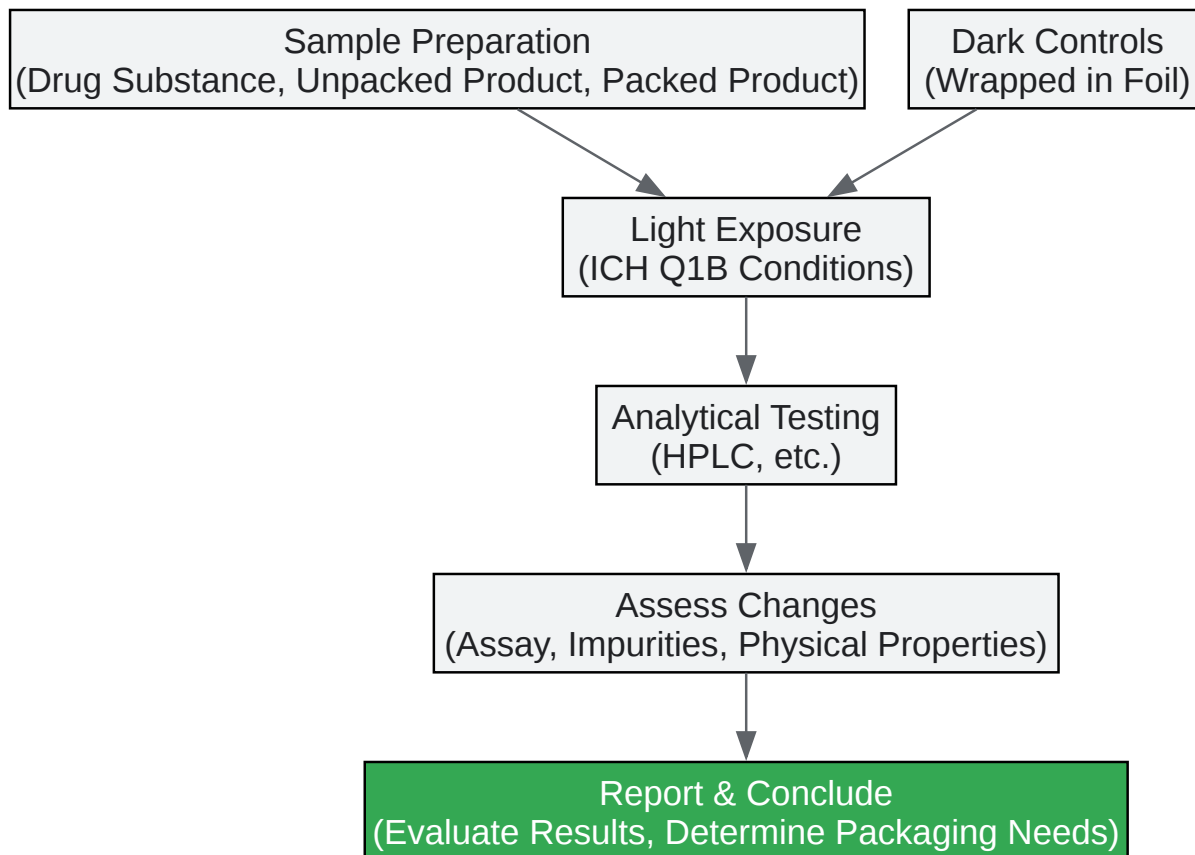 Sample Preparation
(Drug Substance, Unpacked Product, Packed Product)
Dark Controls
(Wrapped in Foil)
Light Exposure
(ICH Q1B Conditions)
Analytical Testing
(HPLC, etc.)
Assess Changes
(Assay, Impurities, Physical Properties)
Report & Conclude
(Evaluate Results, Determine Packaging Needs)